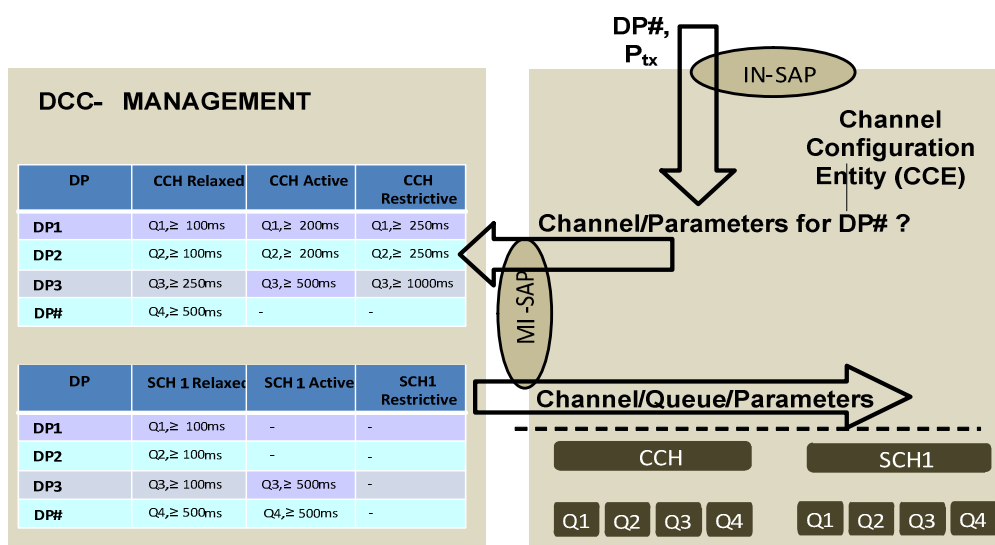 DP#,
Ptx
IN-SAP
DCC- MANAGEMENT
Channel
Configuration
Entity (CCE)
DP CCH Relaxed CCH Active CCH Restrictive
DP1 Q1,≥ 100ms Q1,≥ 200ms Q1,≥ 250ms
DP2 Q2,≥ 100ms Q2,≥ 200ms Q2,≥ 250ms
DP3 Q3,≥ 250ms Q3,≥ 500ms Q3,≥ 1000ms
DP# Q4,≥ 500ms - -
Channel/Parameters for DP# ?
MI -SAP
DP SCH 1 Relaxed SCH 1 Active SCH1 Restrictive
DP1 Q1,≥ 100ms - -
DP2 Q2,≥ 100ms - -
DP3 Q3,≥ 100ms Q3,≥ 500ms -
DP# Q4,≥ 500ms Q4,≥ 500ms -
Channel/Queue/Parameters
CCH SCH1
Q1 Q2 Q3 Q4 Q1 Q2 Q3 Q4